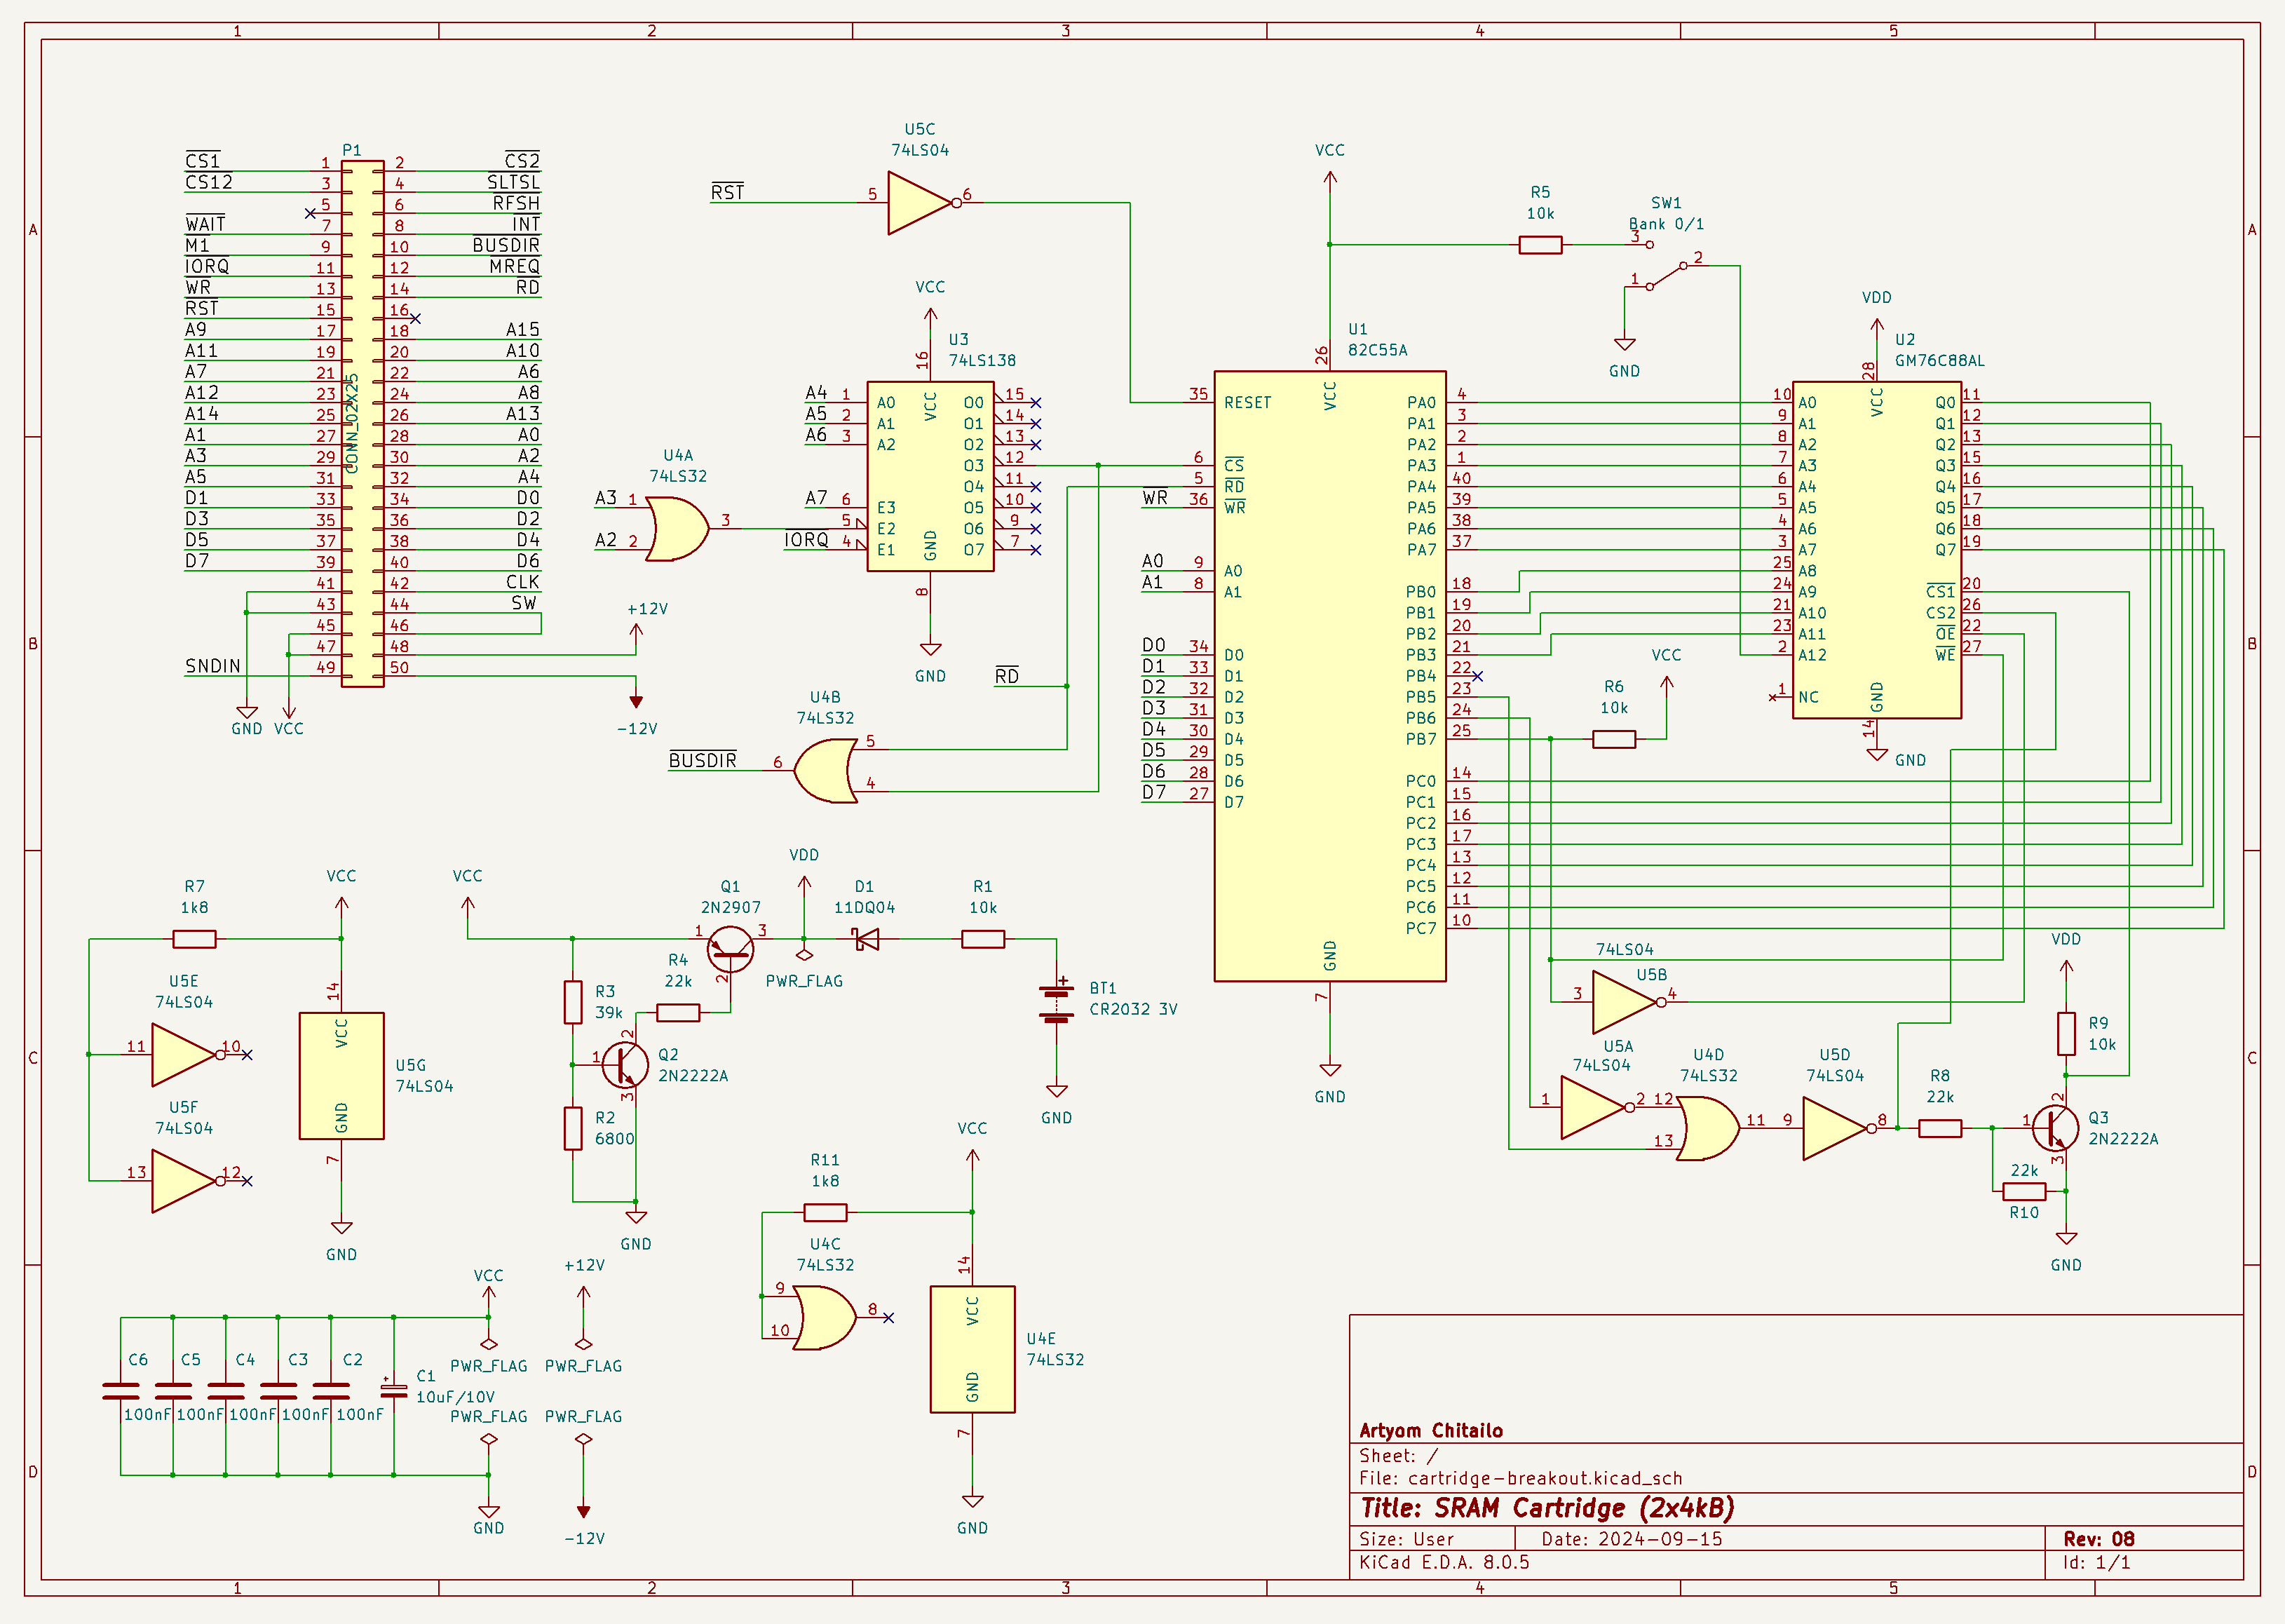 1 2 3 4 5
A A
B B
C C
D D
1 2 3 4 5
P1
CONN_02X25
CS1 1 2 CS2
CS12 3 4 SLTSL
5 6 RFSH
WAIT 7 8 INT
M1 9 10 BUSDIR
IORQ 11 12 MREQ
WR 13 14 RD
RST 15 16
A9 17 18 A15
A11 19 20 A10
A7 21 22 A6
A12 23 24 A8
A14 25 26 A13
A1 27 28 A0
A3 29 30 A2
A5 31 32 A4
D1 33 34 D0
D3 35 36 D2
D5 37 38 D4
D7 39 40 D6
41 42 CLK
43 44 SW
45 46
47 48
SNDIN 49 50
GND VCC
+12V
-12V
U5C
74LS04
RST 5 6
U4A
74LS32
A3 1
A2 2
3
VCC
U3
74LS138
16
VCC
A4 1 A0 O0 15
A5 2 A1 O1 14
A6 3 A2 O2 13
O3 12
O4 11
A7 6 E3 O5 10
5 E2 O6 9
IORQ 4 E1 O7 7
GND
8
GND
RD
U4B
74LS32
BUSDIR 6 5
4
VCC
U1
82C55A
26
VCC
35 RESET PA0 4
PA1 3
PA2 2
6 CS PA3 1
5 RD PA4 40
WR 36 WR PA5 39
PA6 38
PA7 37
A0 9 A0
A1 8 A1 PB0 18
PB1 19
PB2 20
D0 34 D0 PB3 21
D1 33 D1 PB4 22
D2 32 D2 PB5 23
D3 31 D3 PB6 24
D4 30 D4 PB7 25
D5 29 D5
D6 28 D6 PC0 14
D7 27 D7 PC1 15
PC2 16
PC3 17
PC4 13
PC5 12
PC6 11
PC7 10
GND
7
GND
R5
10k
SW1
Bank 0/1
3
2
1
GND
VCC
R6
10k
VDD
U2
GM76C88AL
28
VCC
10 A0 Q0 11
9 A1 Q1 12
8 A2 Q2 13
7 A3 Q3 15
6 A4 Q4 16
5 A5 Q5 17
4 A6 Q6 18
3 A7 Q7 19
25 A8
24 A9 CS1 20
21 A10 CS2 26
23 A11 OE 22
2 A12 WE 27
1 NC
GND
14
GND
R7
1k8
VCC
U5E
74LS04
11 10
U5F
74LS04
13 12
14
VCC
U5G
74LS04
GND
7
GND
VCC
Q1
2N2907
1 3
2
R4
22k
R3
39k
Q2
2N2222A
1 2
3
R2
6800
GND
VDD
PWR_FLAG
D1
11DQ04
R1
10k
+
BT1
CR2032 3V
GND
74LS04
U5B
3 4
U5A
74LS04
1 2
U4D
74LS32
12
13
11
U5D
74LS04
9 8
R8
22k
VDD
R9
10k
2
1
3
Q3
2N2222A
22k
R10
GND
R11
1k8
VCC
U4C
74LS32
9
10
8
14
VCC
U4E
74LS32
GND
7
GND
VCC
+12V
PWR_FLAG PWR_FLAG
C6 C5 C4 C3 C2
+
C1
10uF/10V
100nF 100nF 100nF 100nF 100nF
PWR_FLAG PWR_FLAG
GND
-12V
Artyom Chitailo
Sheet: /
File: cartridge-breakout.kicad_sch
Title: SRAM Cartridge (2x4kB)
Size: User Date: 2024-09-15 Rev: 08
KiCad E.D.A. 8.0.5 Id: 1/1